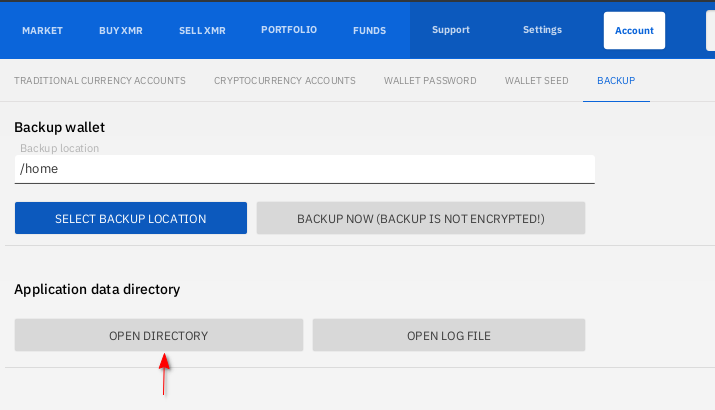 MARKET BUY XMR SELL XMR PORTFOLIO FUNDS Support Settings Account
TRADITIONAL CURRENCY ACCOUNTS CRYPTOCURRENCY ACCOUNTS WALLET PASSWORD WALLET SEED BACKUP
Backup wallet
Backup location
/home
SELECT BACKUP LOCATION BACKUP NOW (BACKUP IS NOT ENCRYPTED!)
Application data directory
OPEN DIRECTORY OPEN LOG FILE